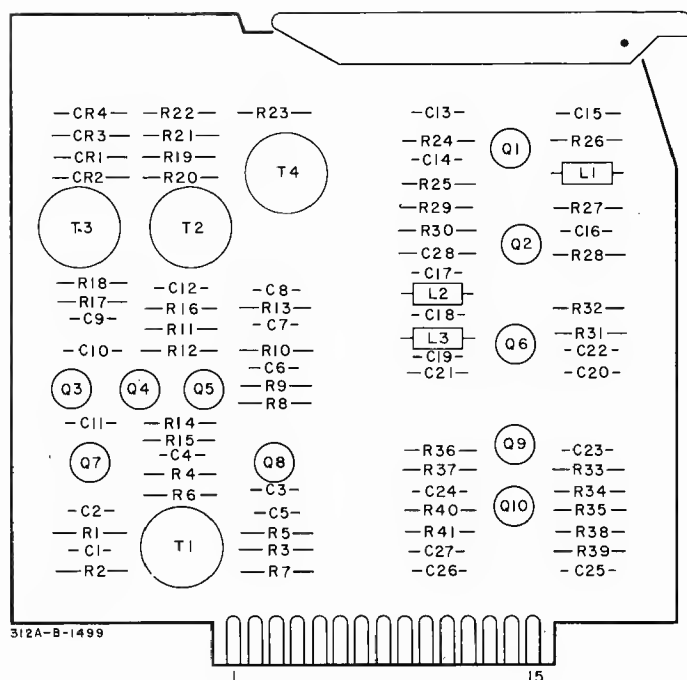 CR4 R22 R23 C13 C15
CR3 R21 R24 R26
CR1 R19 C14 Q1
CR2 R20 T4 R25 L1
R29 R27
T3 T2 R30 C16
C28 Q2 R28
R18 C12 C8 C17
R17 R16 R13 L2 R32
C9 R11 C7 C18
L3 Q6 R31
C10 R12 R10 C19 C22
C6 C21 C20
Q3 Q4 Q5 R9
R8
C11 R14
R15 Q9
C4 R36 C23
Q7 R4 Q8 R37 R33
R6 C3 C24 R34
C2 C5 R40 Q10 R35
R1 T1 R5 R41 R38
C1 R3 C27 R39
R2 R7 C26 C25
312A-B-1499
1 15